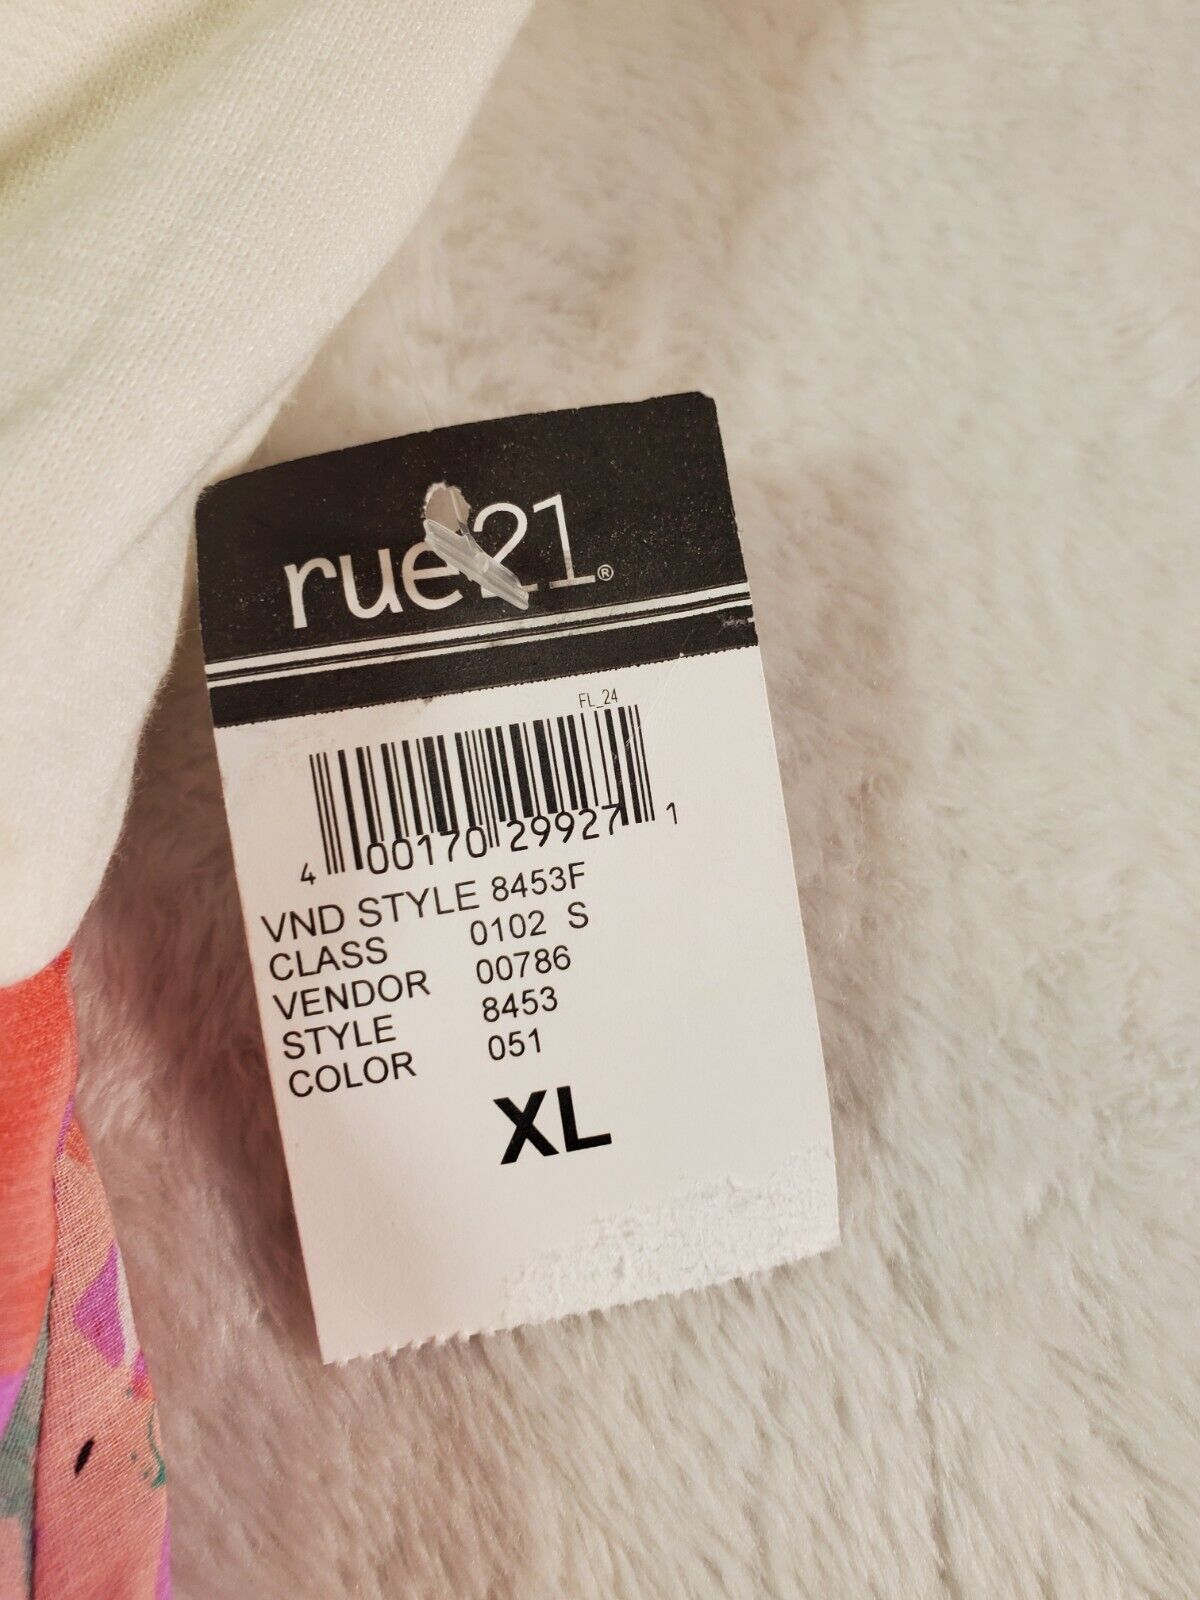 rue21®
FL_24
4 00170 29927 1
VND STYLE 8453F
CLASS 0102 S
VENDOR 00786
STYLE 8453
COLOR 051
XL